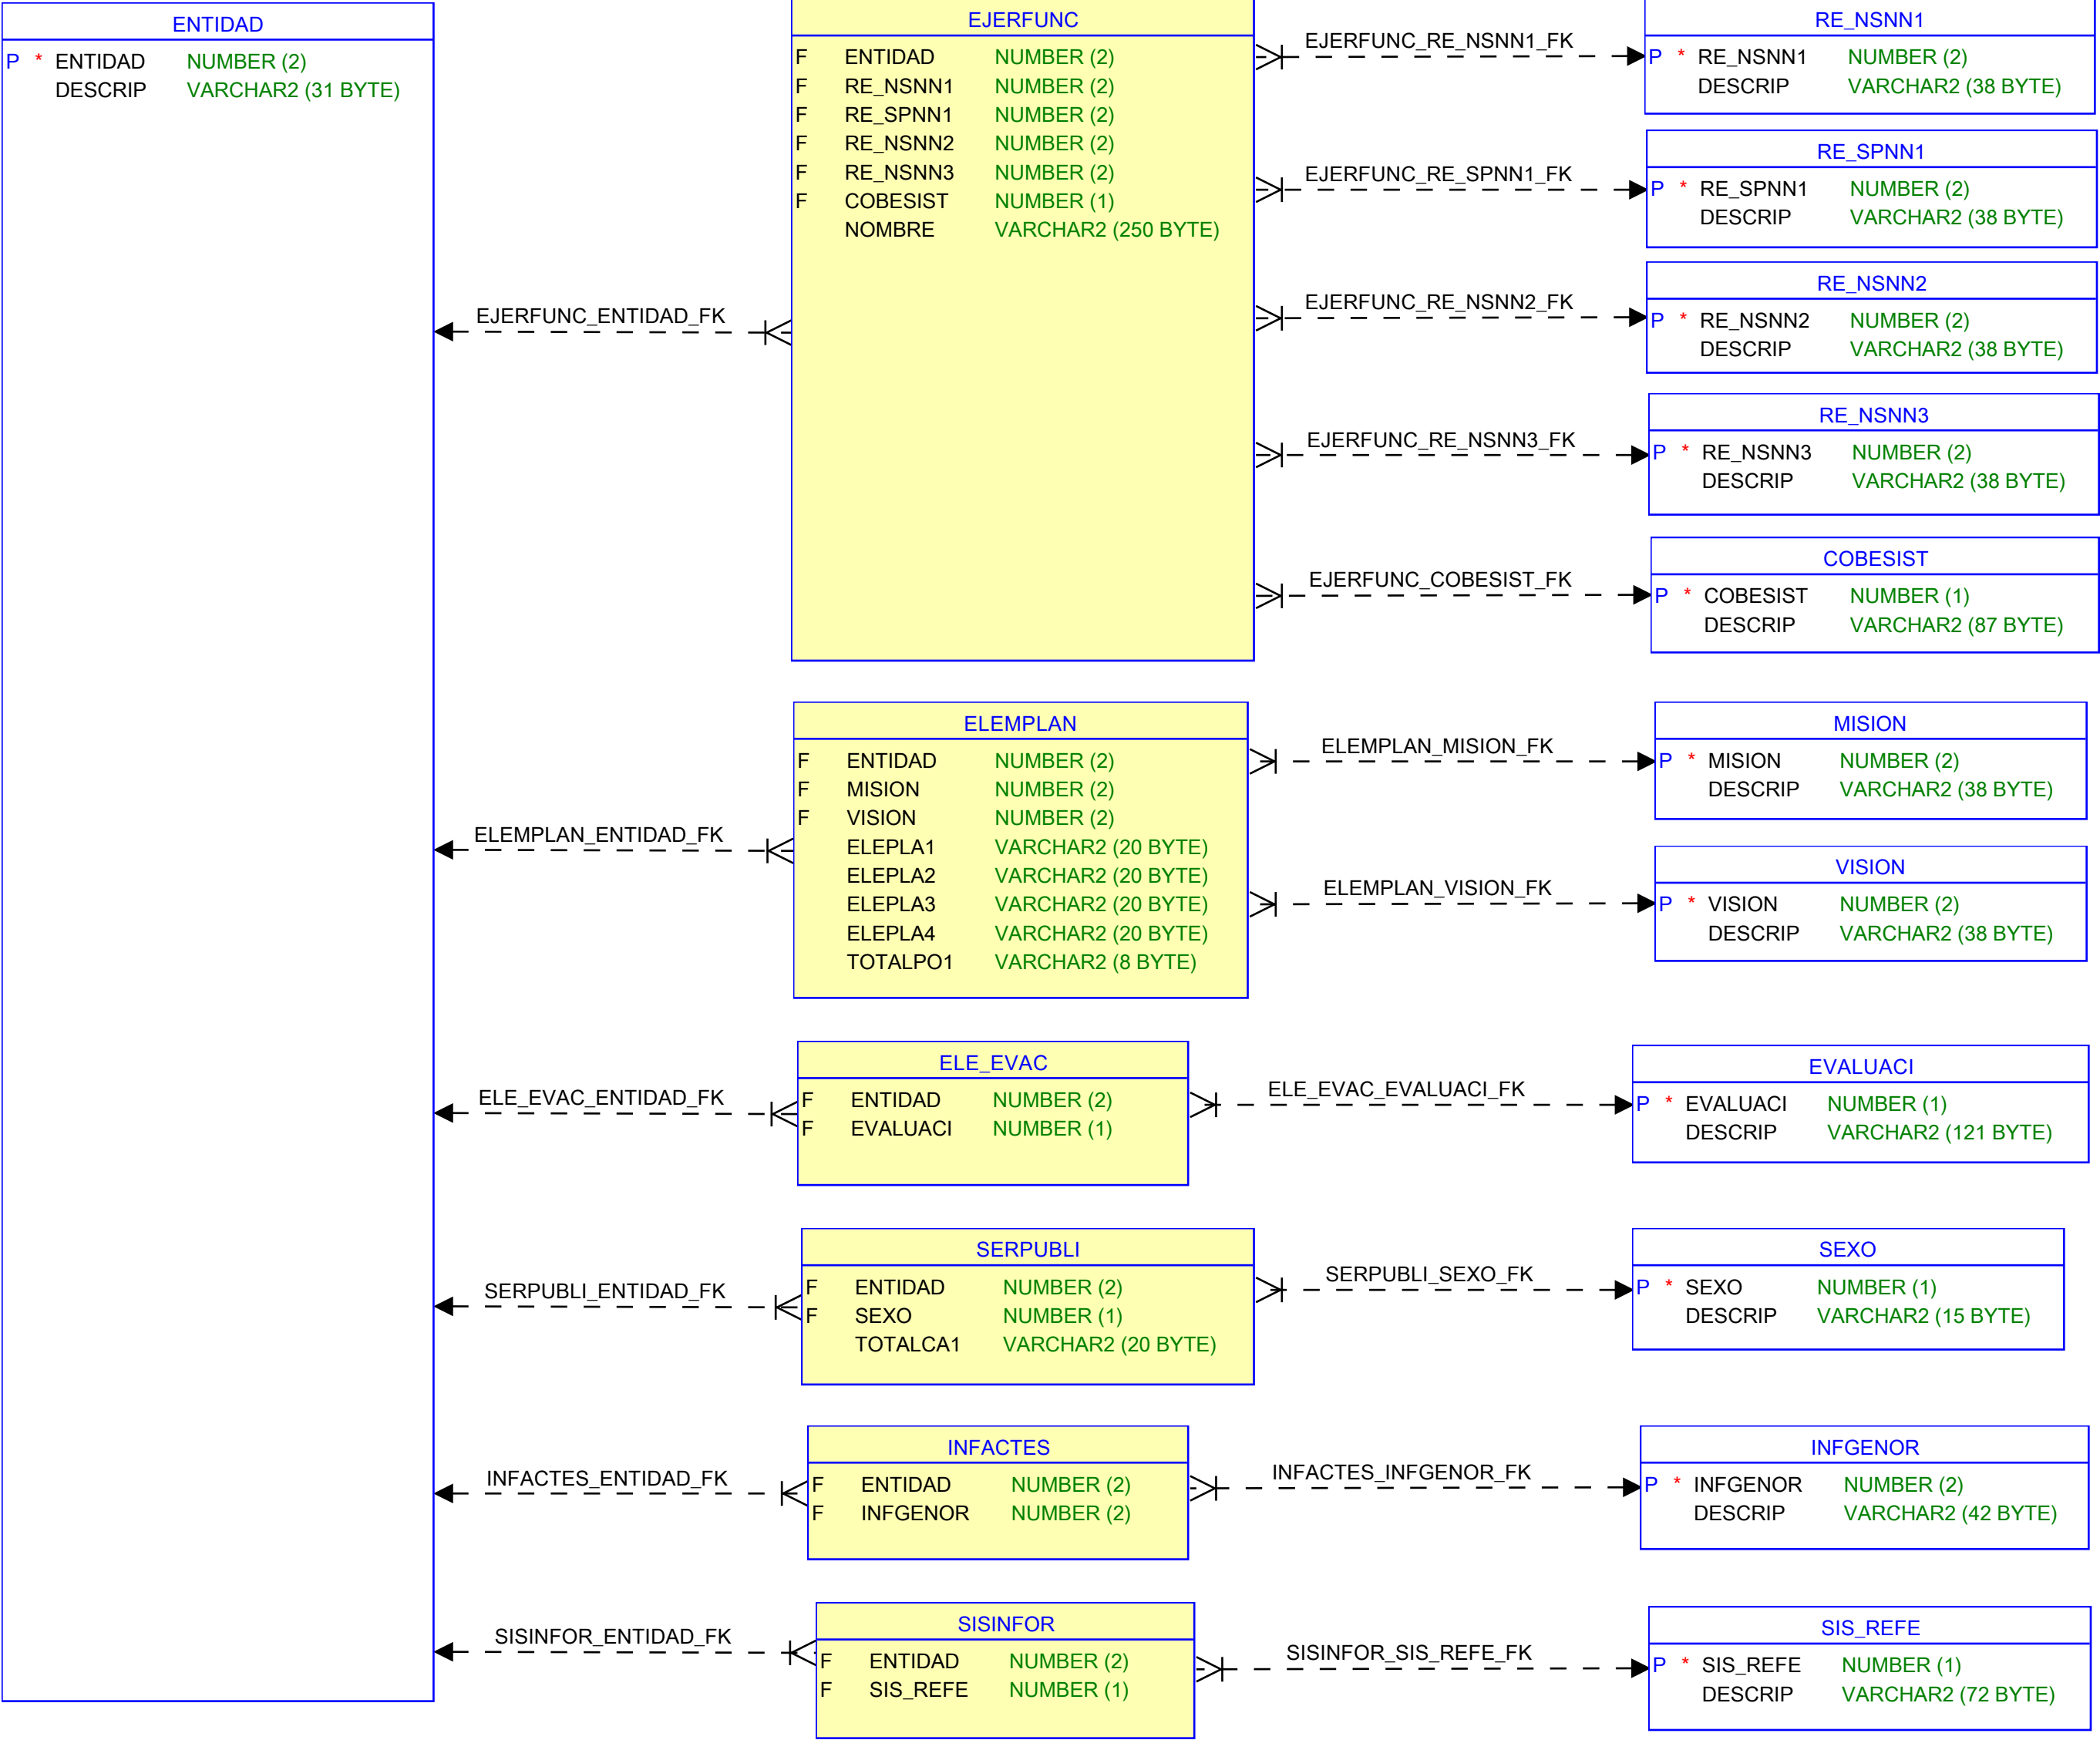 ENTIDAD
P * ENTIDAD NUMBER (2)
DESCRIP VARCHAR2 (31 BYTE)
EJERFUNC_ENTIDAD_FK
ELEMPLAN_ENTIDAD_FK
ELE_EVAC_ENTIDAD_FK
SERPUBLI_ENTIDAD_FK
INFACTES_ENTIDAD_FK
SISINFOR_ENTIDAD_FK
EJERFUNC
F ENTIDAD NUMBER (2)
F RE_NSNN1 NUMBER (2)
F RE_SPNN1 NUMBER (2)
F RE_NSNN2 NUMBER (2)
F RE_NSNN3 NUMBER (2)
F COBESIST NUMBER (1)
NOMBRE VARCHAR2 (250 BYTE)
EJERFUNC_RE_NSNN1_FK
EJERFUNC_RE_SPNN1_FK
EJERFUNC_RE_NSNN2_FK
EJERFUNC_RE_NSNN3_FK
EJERFUNC_COBESIST_FK
RE_NSNN1
P * RE_NSNN1 NUMBER (2)
DESCRIP VARCHAR2 (38 BYTE)
RE_SPNN1
P * RE_SPNN1 NUMBER (2)
DESCRIP VARCHAR2 (38 BYTE)
RE_NSNN2
P * RE_NSNN2 NUMBER (2)
DESCRIP VARCHAR2 (38 BYTE)
RE_NSNN3
P * RE_NSNN3 NUMBER (2)
DESCRIP VARCHAR2 (38 BYTE)
COBESIST
P * COBESIST NUMBER (1)
DESCRIP VARCHAR2 (87 BYTE)
ELEMPLAN
F ENTIDAD NUMBER (2)
F MISION NUMBER (2)
F VISION NUMBER (2)
ELEPLA1 VARCHAR2 (20 BYTE)
ELEPLA2 VARCHAR2 (20 BYTE)
ELEPLA3 VARCHAR2 (20 BYTE)
ELEPLA4 VARCHAR2 (20 BYTE)
TOTALPO1 VARCHAR2 (8 BYTE)
ELEMPLAN_MISION_FK
ELEMPLAN_VISION_FK
MISION
P * MISION NUMBER (2)
DESCRIP VARCHAR2 (38 BYTE)
VISION
P * VISION NUMBER (2)
DESCRIP VARCHAR2 (38 BYTE)
ELE_EVAC
F ENTIDAD NUMBER (2)
F EVALUACI NUMBER (1)
ELE_EVAC_EVALUACI_FK
EVALUACI
P * EVALUACI NUMBER (1)
DESCRIP VARCHAR2 (121 BYTE)
SERPUBLI
F ENTIDAD NUMBER (2)
F SEXO NUMBER (1)
TOTALCA1 VARCHAR2 (20 BYTE)
SERPUBLI_SEXO_FK
SEXO
P * SEXO NUMBER (1)
DESCRIP VARCHAR2 (15 BYTE)
INFACTES
F ENTIDAD NUMBER (2)
F INFGENOR NUMBER (2)
INFACTES_INFGENOR_FK
INFGENOR
P * INFGENOR NUMBER (2)
DESCRIP VARCHAR2 (42 BYTE)
SISINFOR
F ENTIDAD NUMBER (2)
F SIS_REFE NUMBER (1)
SISINFOR_SIS_REFE_FK
SIS_REFE
P * SIS_REFE NUMBER (1)
DESCRIP VARCHAR2 (72 BYTE)